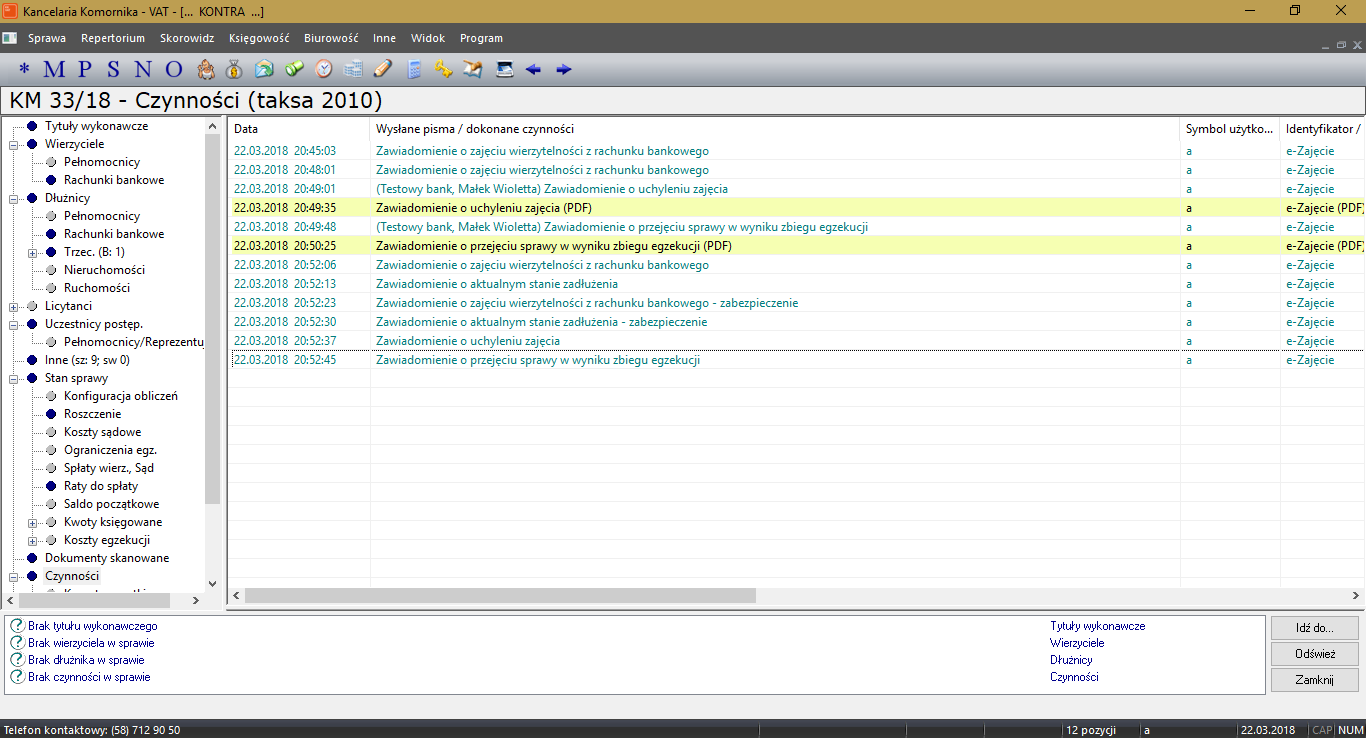 Kancelaria Komornika - VAT - [... KONTRA ...]
Sprawa Repertorium Skorowidz Księgowość Biurowość Inne Widok Program
* M P S N O
KM 33/18 - Czynności (taksa 2010)
Tytuły wykonawcze
Wierzyciele
Pełnomocnicy
Rachunki bankowe
Dłużnicy
Pełnomocnicy
Rachunki bankowe
Trzec. (B: 1)
Nieruchomości
Ruchomości
Licytanci
Uczestnicy postęp.
Pełnomocnicy/Reprezentu
Inne (sz: 9; sw 0)
Stan sprawy
Konfiguracja obliczeń
Roszczenie
Koszty sądowe
Ograniczenia egz.
Spłaty wierz., Sąd
Raty do spłaty
Saldo początkowe
Kwoty księgowane
Koszty egzekucji
Dokumenty skanowane
Czynności
Data Wysłane pisma / dokonane czynności Symbol użytko... Identyfikator /
22.03.2018 20:45:03 Zawiadomienie o zajęciu wierzytelności z rachunku bankowego a e-Zajęcie
22.03.2018 20:48:01 Zawiadomienie o zajęciu wierzytelności z rachunku bankowego a e-Zajęcie
22.03.2018 20:49:01 (Testowy bank, Małek Wioletta) Zawiadomienie o uchyleniu zajęcia a e-Zajęcie
22.03.2018 20:49:35 Zawiadomienie o uchyleniu zajęcia (PDF) a e-Zajęcie (PDF)
22.03.2018 20:49:48 (Testowy bank, Małek Wioletta) Zawiadomienie o przejęciu sprawy w wyniku zbiegu egzekucji a e-Zajęcie
22.03.2018 20:50:25 Zawiadomienie o przejęciu sprawy w wyniku zbiegu egzekucji (PDF) a e-Zajęcie (PDF)
22.03.2018 20:52:06 Zawiadomienie o zajęciu wierzytelności z rachunku bankowego a e-Zajęcie
22.03.2018 20:52:13 Zawiadomienie o aktualnym stanie zadłużenia a e-Zajęcie
22.03.2018 20:52:23 Zawiadomienie o zajęciu wierzytelności z rachunku bankowego - zabezpieczenie a e-Zajęcie
22.03.2018 20:52:30 Zawiadomienie o aktualnym stanie zadłużenia - zabezpieczenie a e-Zajęcie
22.03.2018 20:52:37 Zawiadomienie o uchyleniu zajęcia a e-Zajęcie
22.03.2018 20:52:45 Zawiadomienie o przejęciu sprawy w wyniku zbiegu egzekucji a e-Zajęcie
Brak tytułu wykonawczego Tytuły wykonawcze
Brak wierzyciela w sprawie Wierzyciele
Brak dłużnika w sprawie Dłużnicy
Brak czynności w sprawie Czynności
Idź do...
Odśwież
Zamknij
Telefon kontaktowy: (58) 712 90 50 12 pozycji a 22.03.2018 CAP NUM